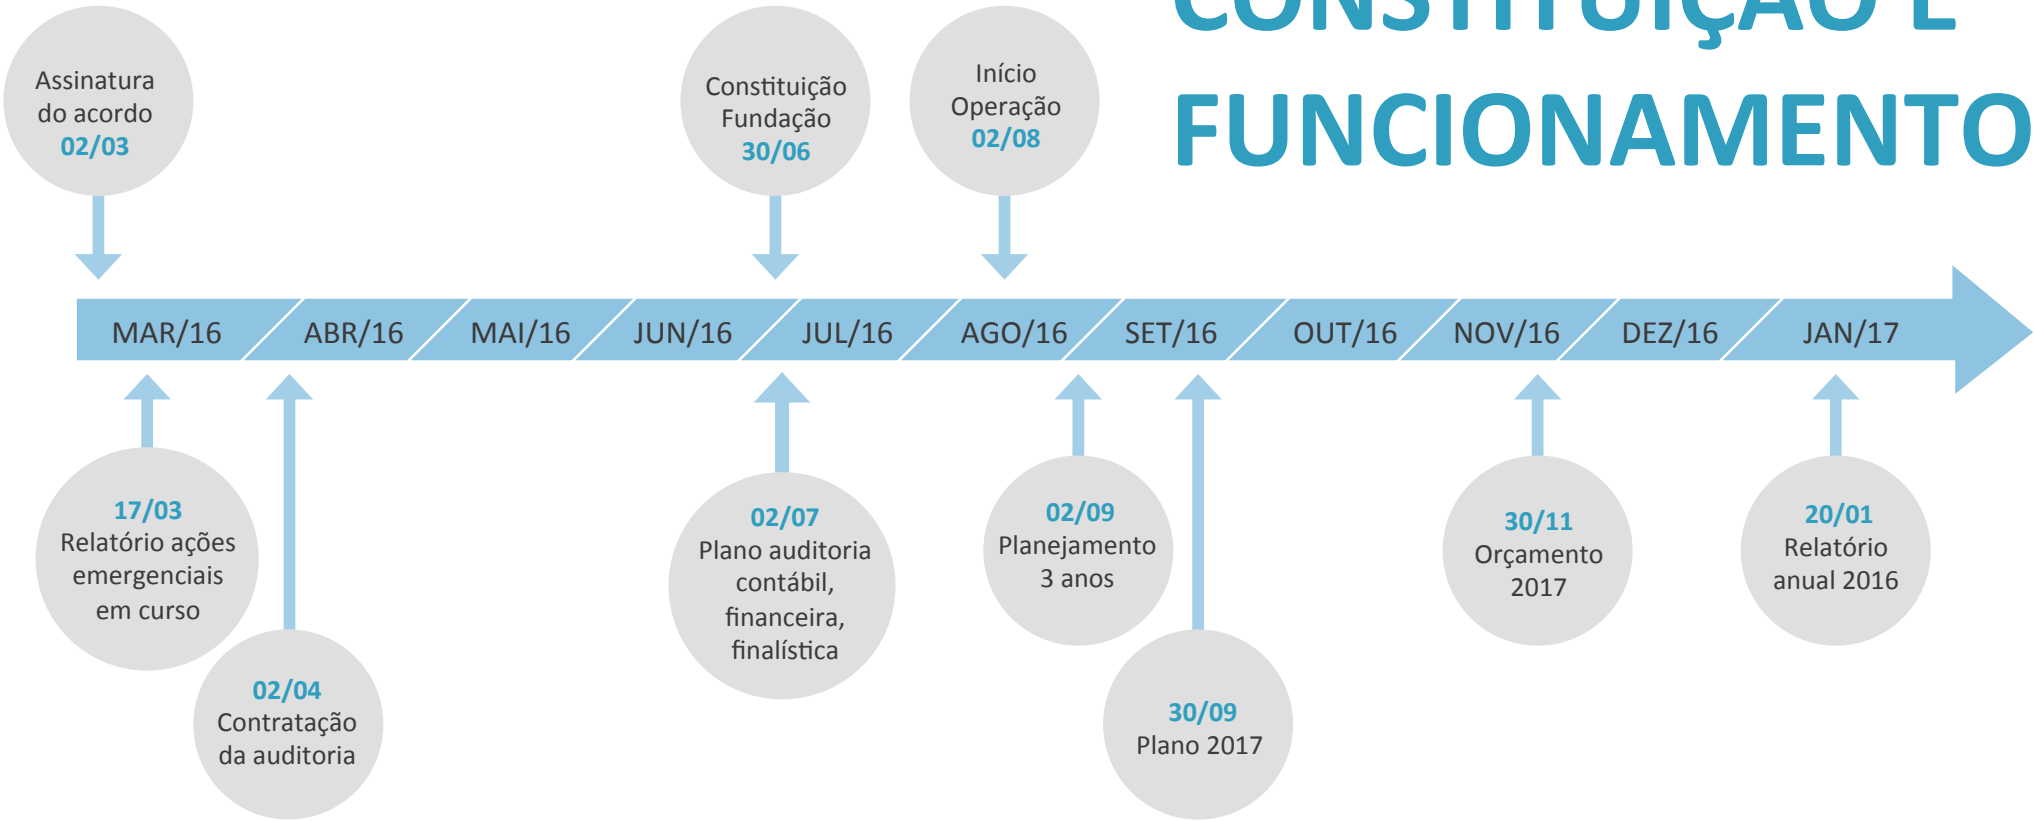 CONSTITUIÇÃO E
FUNCIONAMENTO
Assinatura
do acordo
02/03
Constituição
Fundação
30/06
Início
Operação
02/08
MAR/16
ABR/16
MAI/16
JUN/16
JUL/16
AGO/16
SET/16
OUT/16
NOV/16
DEZ/16
JAN/17
17/03
Relatório ações
emergenciais
em curso
02/04
Contratação
da auditoria
02/07
Plano auditoria
contábil,
financeira,
finalística
02/09
Planejamento
3 anos
30/09
Plano 2017
30/11
Orçamento
2017
20/01
Relatório
anual 2016